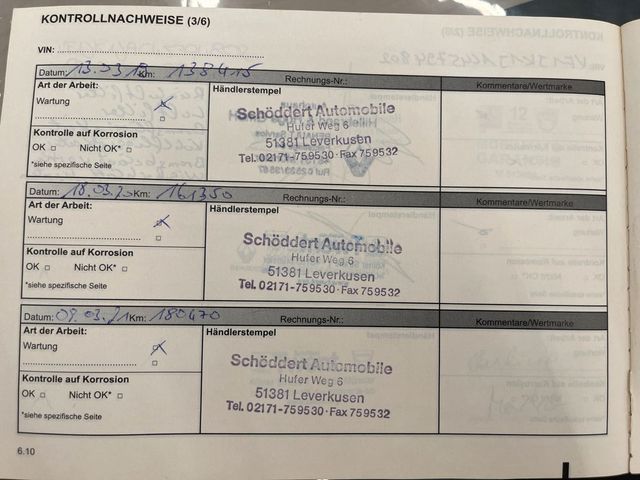 KONTROLLNACHWEISE (3/6)
VIN:
Datum: 13.03.19 Km: 138415 Rechnungs-Nr.: Kommentare/Wertmarke
Art der Arbeit: Händlerstempel
Wartung
Schöddert Automobile
Hufer Weg 6
51381 Leverkusen
Tel. 02171-759530 · Fax 759532
Kontrolle auf Korrosion
OK Nicht OK*
*siehe spezifische Seite
Datum: 18.03.20 Km: 161350 Rechnungs-Nr.: Kommentare/Wertmarke
Art der Arbeit: Händlerstempel
Wartung
Schöddert Automobile
Hufer Weg 6
51381 Leverkusen
Tel. 02171-759530 · Fax 759532
Kontrolle auf Korrosion
OK Nicht OK*
*siehe spezifische Seite
Datum: 09.03.21 Km: 180470 Rechnungs-Nr.: Kommentare/Wertmarke
Art der Arbeit: Händlerstempel
Wartung
Schöddert Automobile
Hufer Weg 6
51381 Leverkusen
Tel. 02171-759530 · Fax 759532
Kontrolle auf Korrosion
OK Nicht OK*
*siehe spezifische Seite
6.10